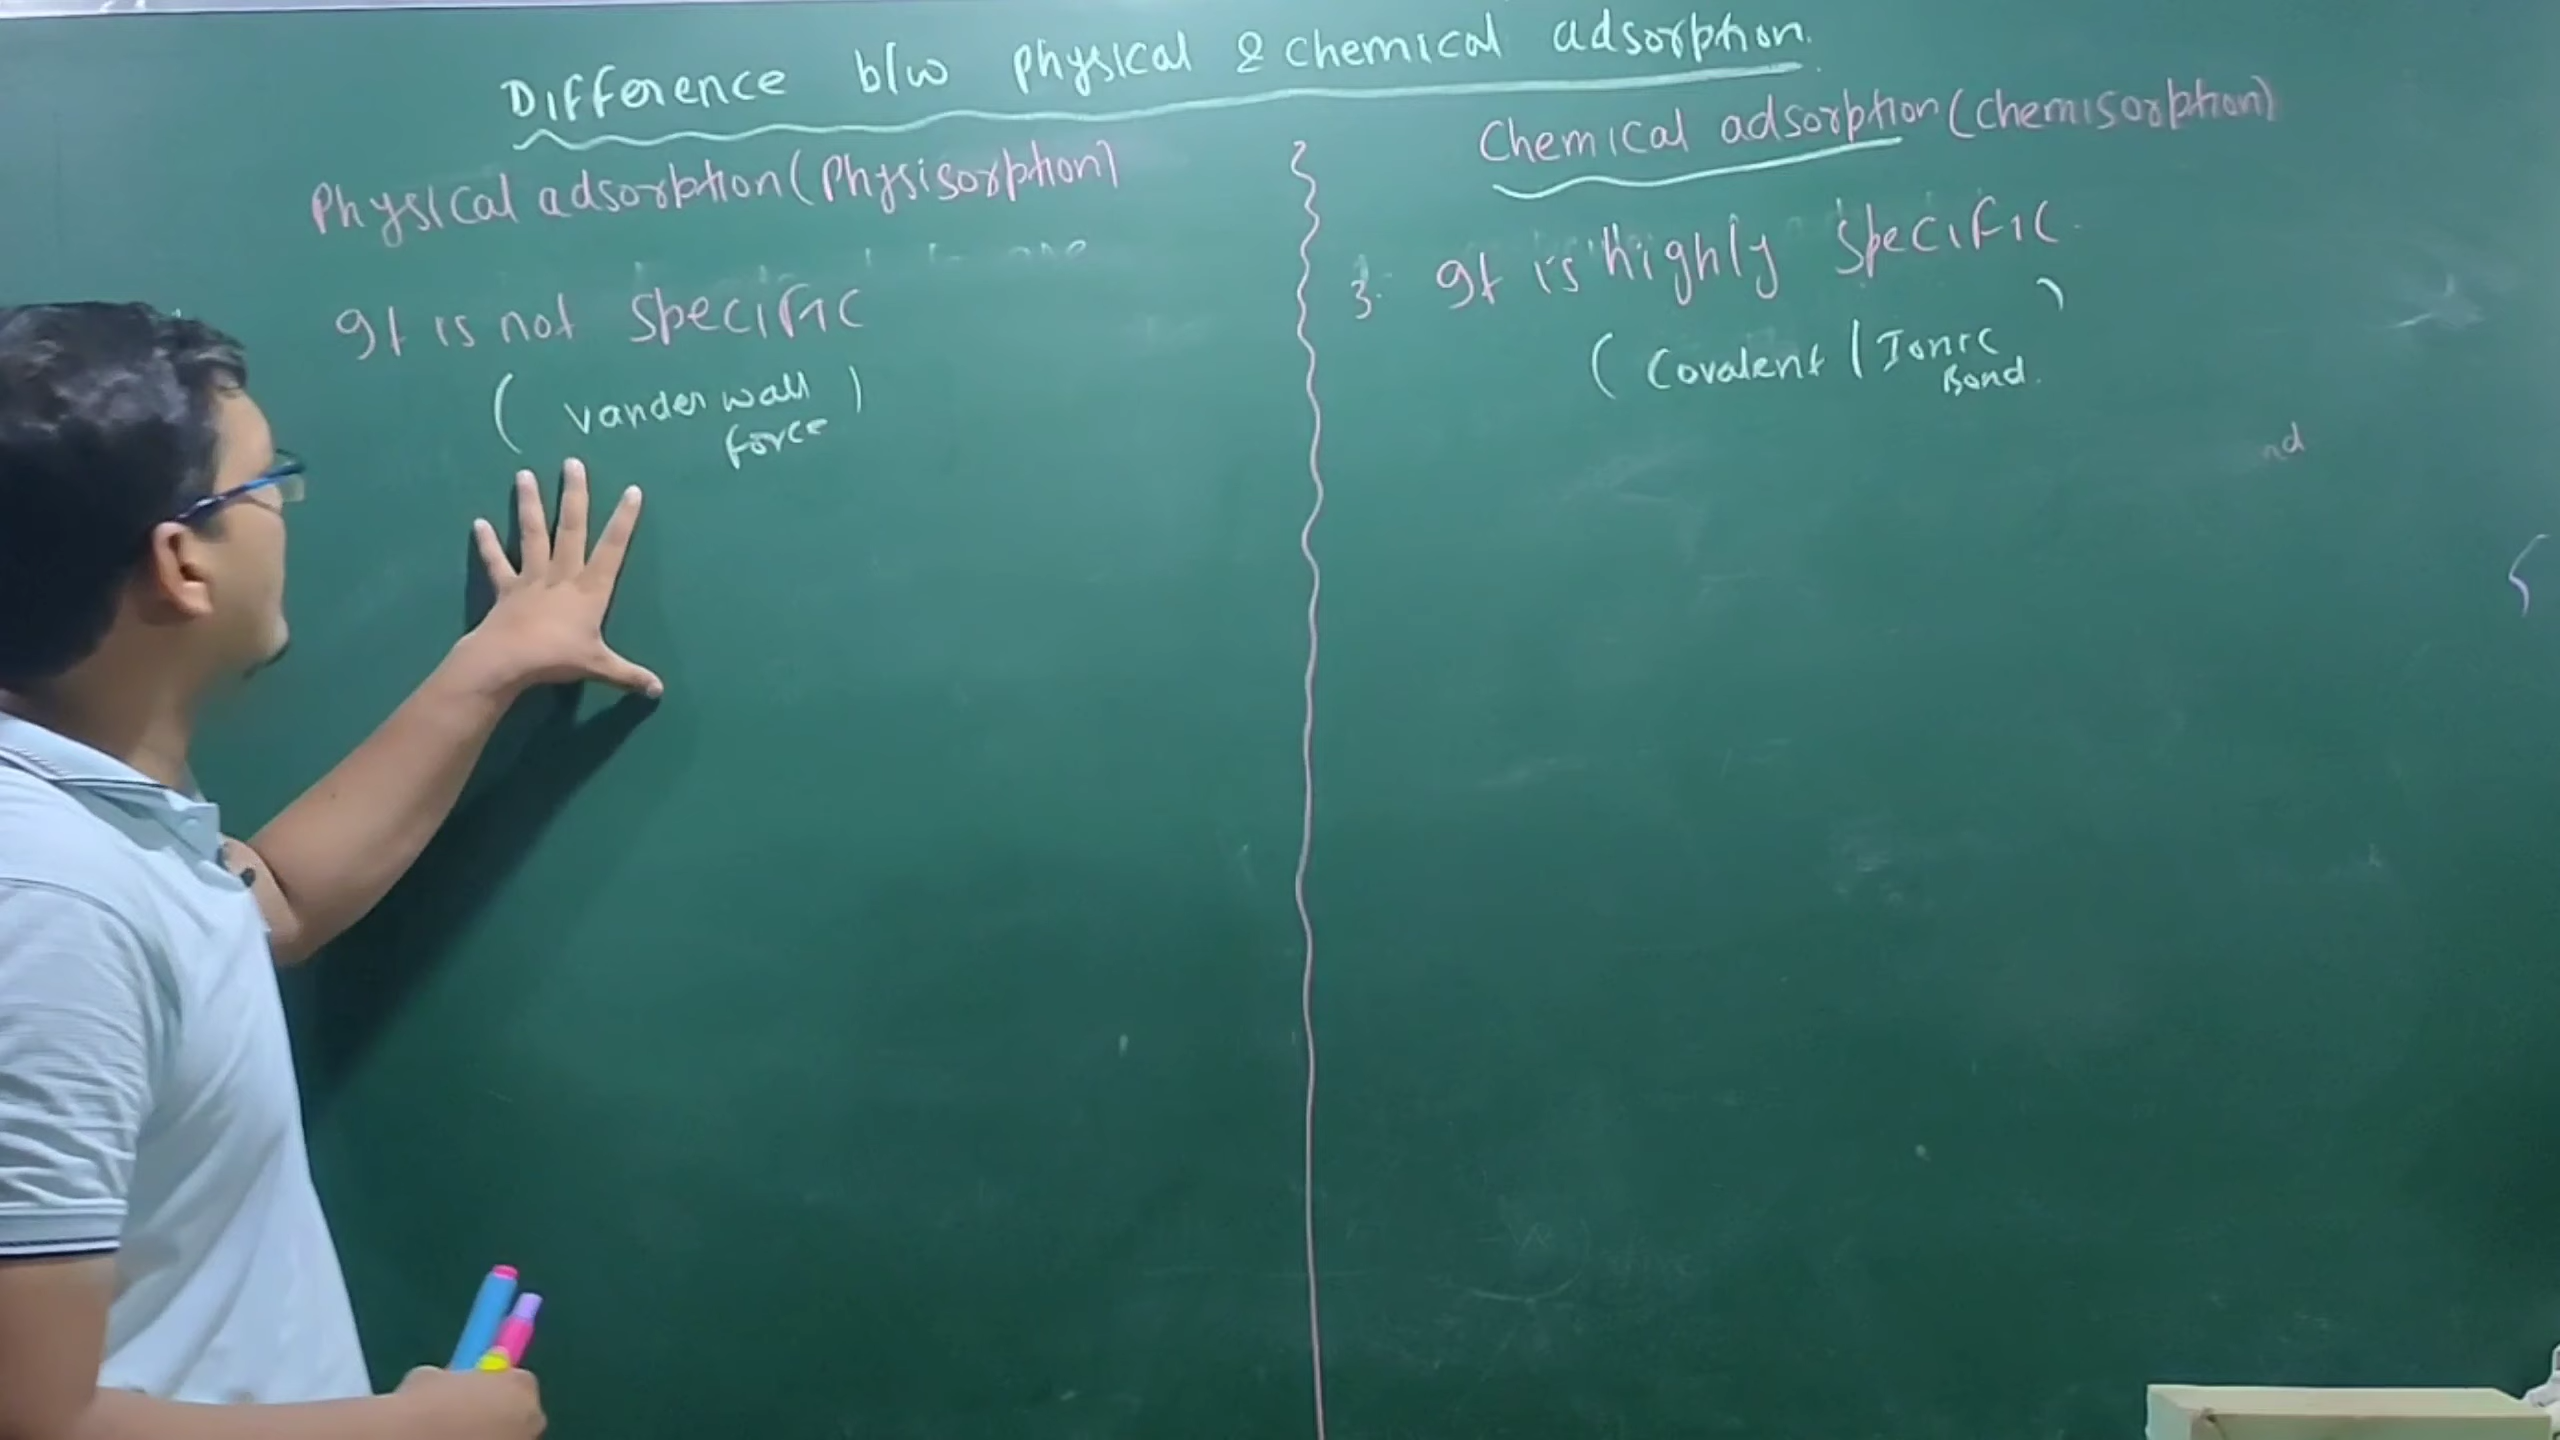 Difference b/w physical & chemical adsorption.
Physical adsorption (Physisorption)
It is not specific
( vander wall )
force
Chemical adsorption (chemisorption)
3. It is highly specific.
( Covalent / Ionic )
Bond.
nd